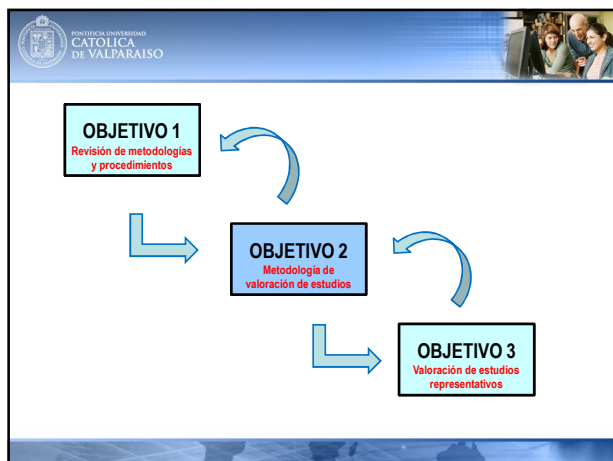 PONTIFICIA UNIVERSIDAD
CATOLICA
DE VALPARAISO
OBJETIVO 1
Revisión de metodologías
y procedimientos
OBJETIVO 2
Metodología de
valoración de estudios
OBJETIVO 3
Valoración de estudios
representativos